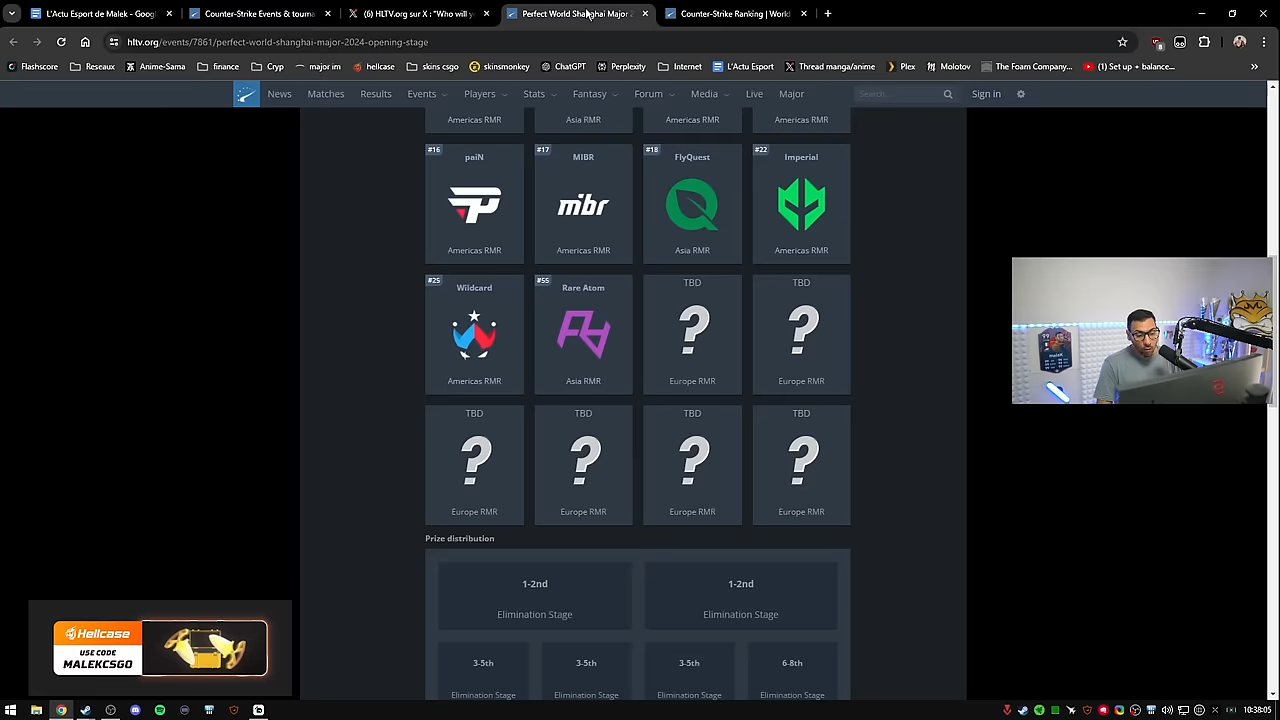 L'Actu Esport de Malek - Googl
Counter-Strike Events & tourna
(6) HLTV.org sur X : "Who will y
Perfect World Shanghai Major 2
Counter-Strike Ranking | World
hltv.org/events/7861/perfect-world-shanghai-major-2024-opening-stage
Flashscore
Reseaux
Anime-Sama
finance
Cryp
major im
hellcase
skins csgo
skinsmonkey
ChatGPT
Perplexity
Internet
L'Actu Esport
Thread manga/anime
Plex
Molotov
The Foam Company...
(1) Set up + balance...
News
Matches
Results
Events
Players
Stats
Fantasy
Forum
Media
Live
Major
Search...
Sign in
Americas RMR
Asia RMR
Americas RMR
Americas RMR
#16
paiN
Americas RMR
#17
MIBR
mibr
Americas RMR
#18
FlyQuest
Asia RMR
#22
Imperial
Americas RMR
#25
Wildcard
Americas RMR
#55
Rare Atom
Asia RMR
TBD
?
Europe RMR
TBD
?
Europe RMR
TBD
?
Europe RMR
TBD
?
Europe RMR
TBD
?
Europe RMR
TBD
?
Europe RMR
Prize distribution
1-2nd
Elimination Stage
1-2nd
Elimination Stage
3-5th
Elimination Stage
3-5th
Elimination Stage
3-5th
Elimination Stage
6-8th
Elimination Stage
Hellcase
USE CODE
MALEKCSGO
10:38:05